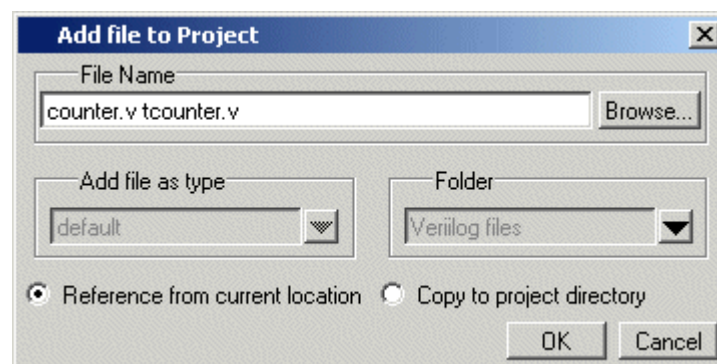 Add file to Project
File Name
counter.v tcounter.v Browse...
Add file as type Folder
default Veriilog files
Reference from current location Copy to project directory
OK Cancel